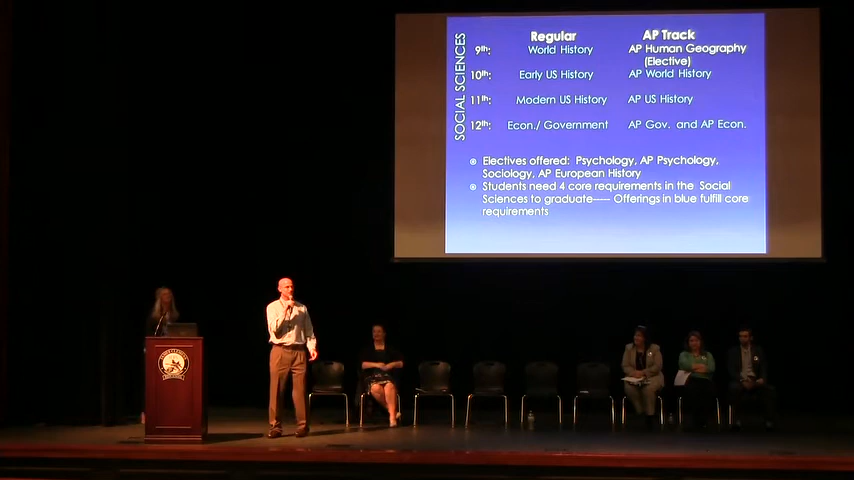 SOCIAL SCIENCES
Regular AP Track
9th: World History AP Human Geography
(Elective)
10th: Early US History AP World History
11th: Modern US History AP US History
12th: Econ./ Government AP Gov. and AP Econ.
Electives offered: Psychology, AP Psychology,
Sociology, AP European History
Students need 4 core requirements in the Social
Sciences to graduate----- Offerings in blue fulfill core
requirements